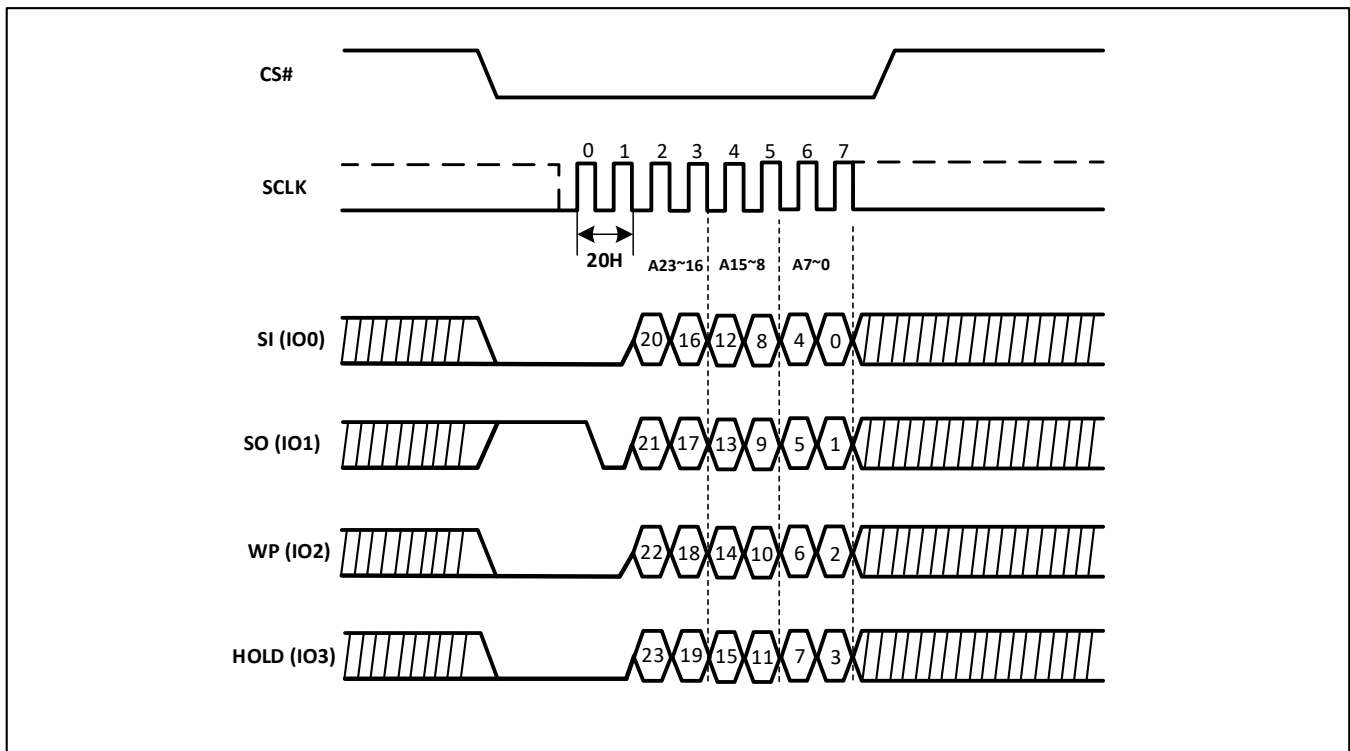 CS#
0 1 2 3 4 5 6 7
SCLK
20H A23~16 A15~8 A7~0
SI (IO0) 20 16 12 8 4 0
SO (IO1) 21 17 13 9 5 1
WP (IO2) 22 18 14 10 6 2
HOLD (IO3) 23 19 15 11 7 3